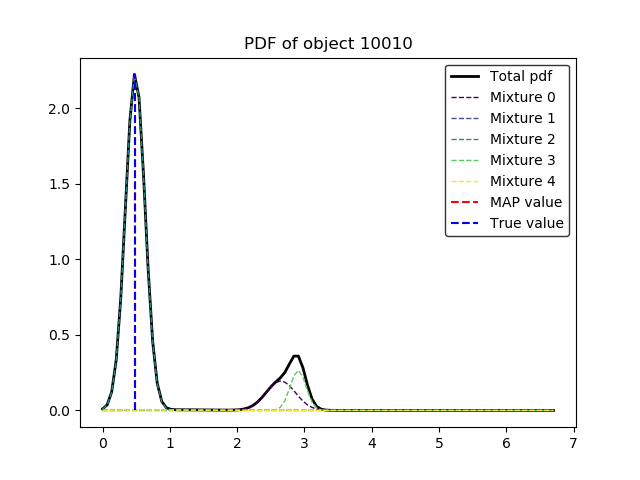 PDF of object 10010
Total pdf
Mixture 0
Mixture 1
Mixture 2
Mixture 3
Mixture 4
MAP value
True value
2.0
1.5
1.0
0.5
0.0
0 1 2 3 4 5 6 7